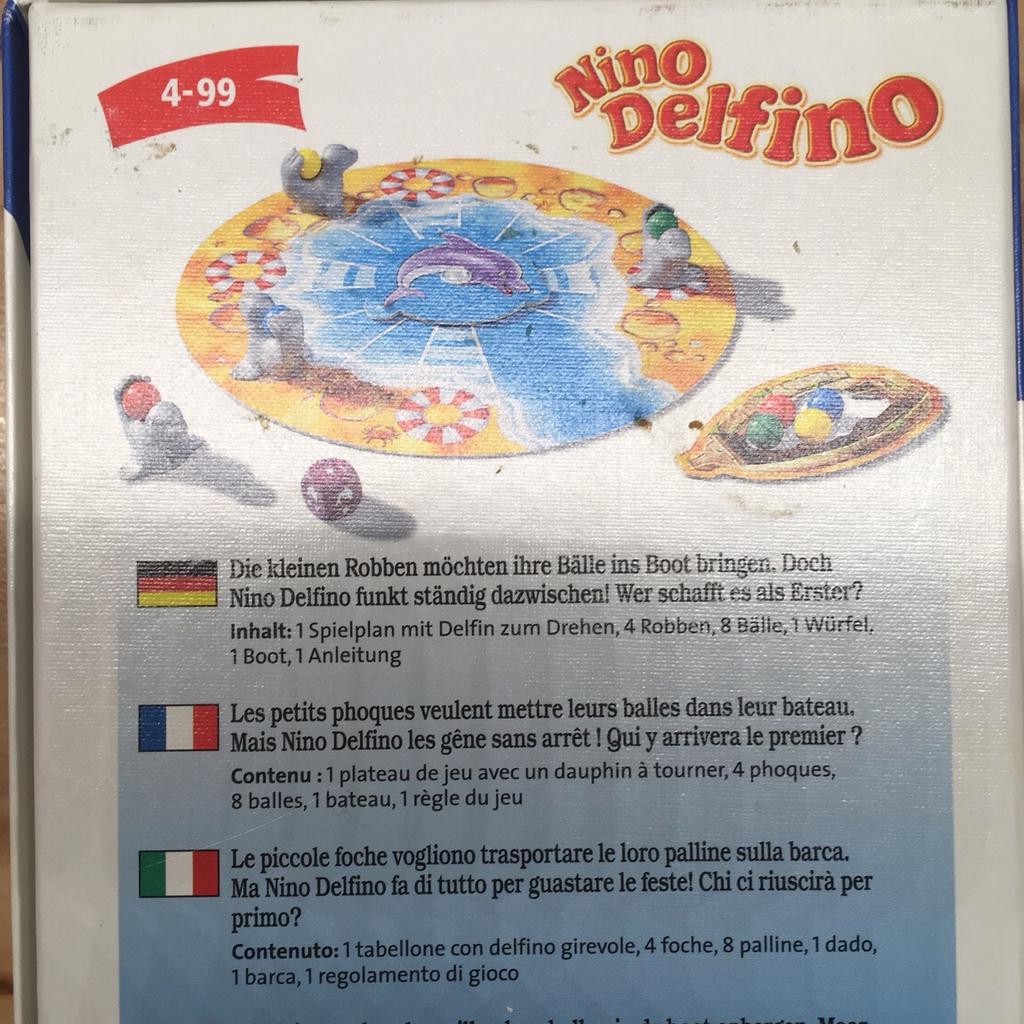 4-99
Nino
Delfino
Die kleinen Robben möchten ihre Bälle ins Boot bringen. Doch
Nino Delfino funkt ständig dazwischen! Wer schafft es als Erster?
Inhalt: 1 Spielplan mit Delfin zum Drehen, 4 Robben, 8 Bälle, 1 Würfel,
1 Boot, 1 Anleitung
Les petits phoques veulent mettre leurs balles dans leur bateau.
Mais Nino Delfino les gêne sans arrêt ! Qui y arrivera le premier ?
Contenu : 1 plateau de jeu avec un dauphin à tourner, 4 phoques,
8 balles, 1 bateau, 1 règle du jeu
Le piccole foche vogliono trasportare le loro palline sulla barca.
Ma Nino Delfino fa di tutto per guastare le feste! Chi ci riuscirà per
primo?
Contenuto: 1 tabellone con delfino girevole, 4 foche, 8 palline, 1 dado,
1 barca, 1 regolamento di gioco